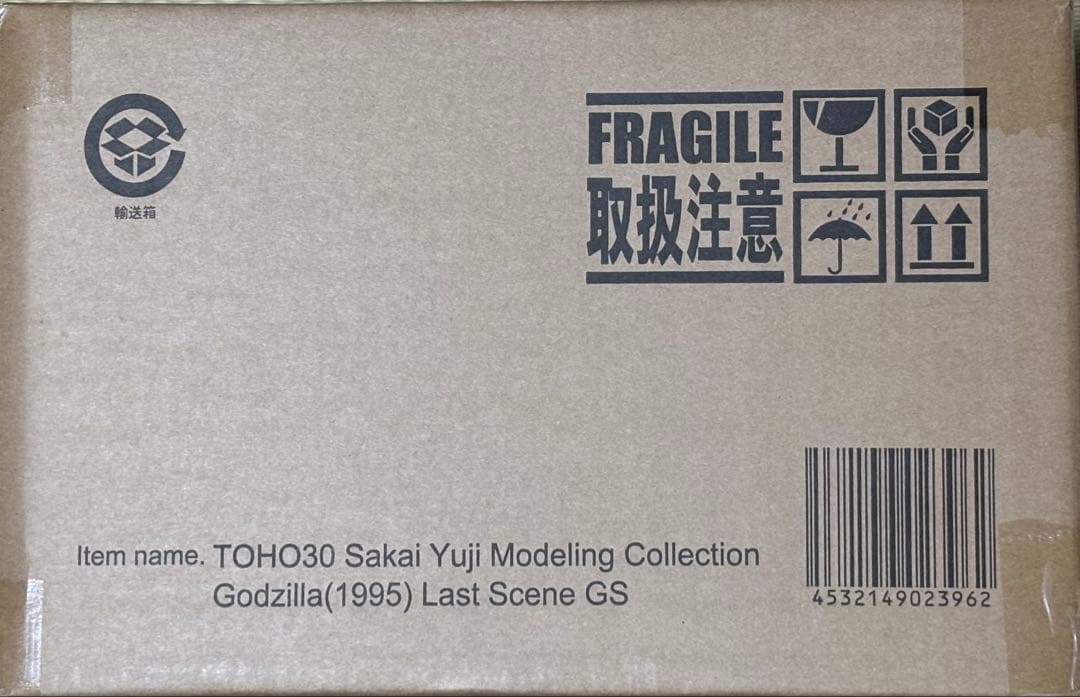 輸送箱
FRAGILE
取扱注意
Item name. TOHO30 Sakai Yuji Modeling Collection
Godzilla(1995) Last Scene GS
4532149023962